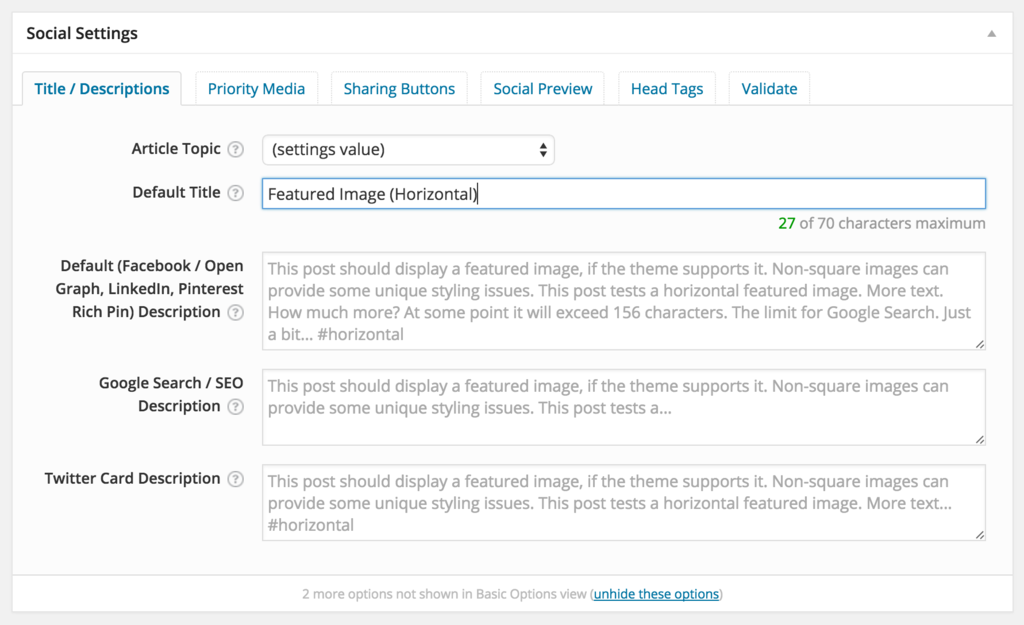 Social Settings
Title / Descriptions
Priority Media
Sharing Buttons
Social Preview
Head Tags
Validate
Article Topic ?
(settings value)
Default Title ?
Featured Image (Horizontal)
27 of 70 characters maximum
Default (Facebook / Open
Graph, LinkedIn, Pinterest
Rich Pin) Description ?
This post should display a featured image, if the theme supports it. Non-square images can
provide some unique styling issues. This post tests a horizontal featured image. More text.
How much more? At some point it will exceed 156 characters. The limit for Google Search. Just
a bit... #horizontal
Google Search / SEO
Description ?
This post should display a featured image, if the theme supports it. Non-square images can
provide some unique styling issues. This post tests a...
Twitter Card Description ?
This post should display a featured image, if the theme supports it. Non-square images can
provide some unique styling issues. This post tests a horizontal featured image. More text...
#horizontal
2 more options not shown in Basic Options view (unhide these options)